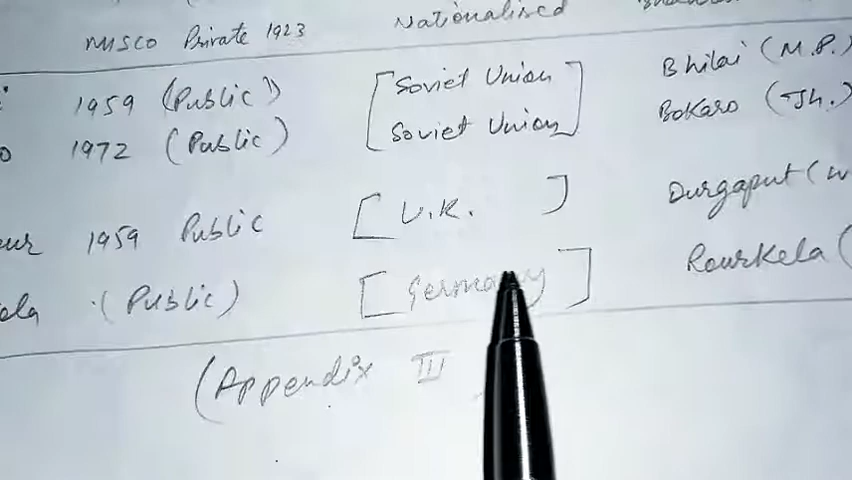 MISCO Private 1923 Nationalised
1959 (Public) [Soviet Union Bhilai (M.P.)
1972 (Public) Soviet Union] Bokaro (Jh.)
1959 Public [U.K. ] Durgaput (W
(Public) [Germany] Rourkela (
(Appendix III